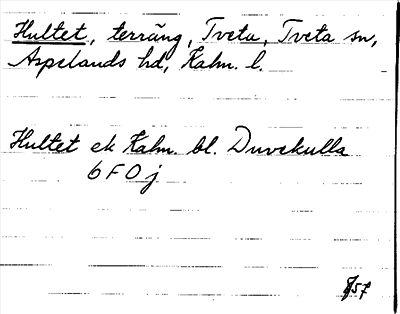 Hultet, terräng, Tveta, Tveta sn,
Aspelands hd, Kalm. l.
Hultet ek Kalm. bl. Duvekulla
6 F 0 j